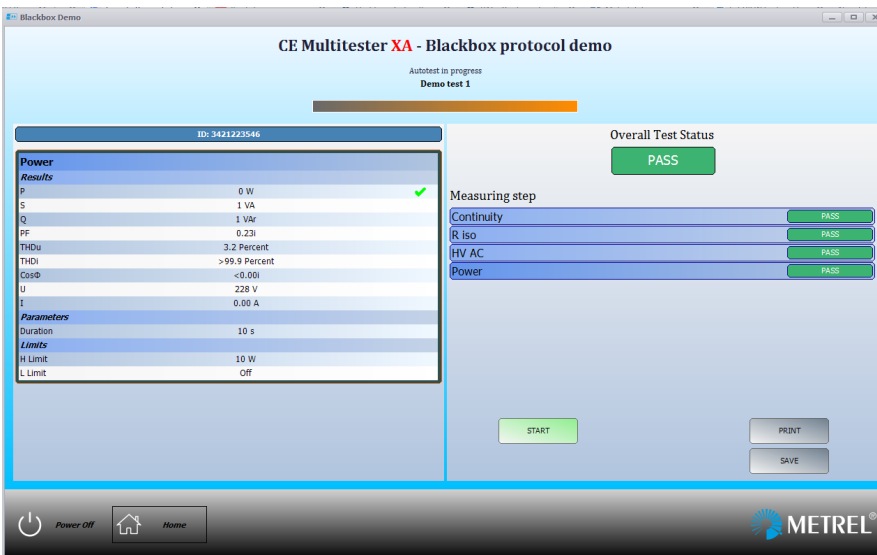 Blackbox Demo
CE Multitester XA - Blackbox protocol demo
Autotest in progress
Demo test 1
ID: 3421223546
Power
Results
P 0 W
S 1 VA
Q 1 VAr
PF 0.23i
THDu 3.2 Percent
THDi >99.9 Percent
CosΦ <0.00i
U 228 V
I 0.00 A
Parameters
Duration 10 s
Limits
H Limit 10 W
L Limit Off
Overall Test Status
PASS
Measuring step
Continuity PASS
R iso PASS
HV AC PASS
Power PASS
START
PRINT
SAVE
Power Off
Home
METREL®